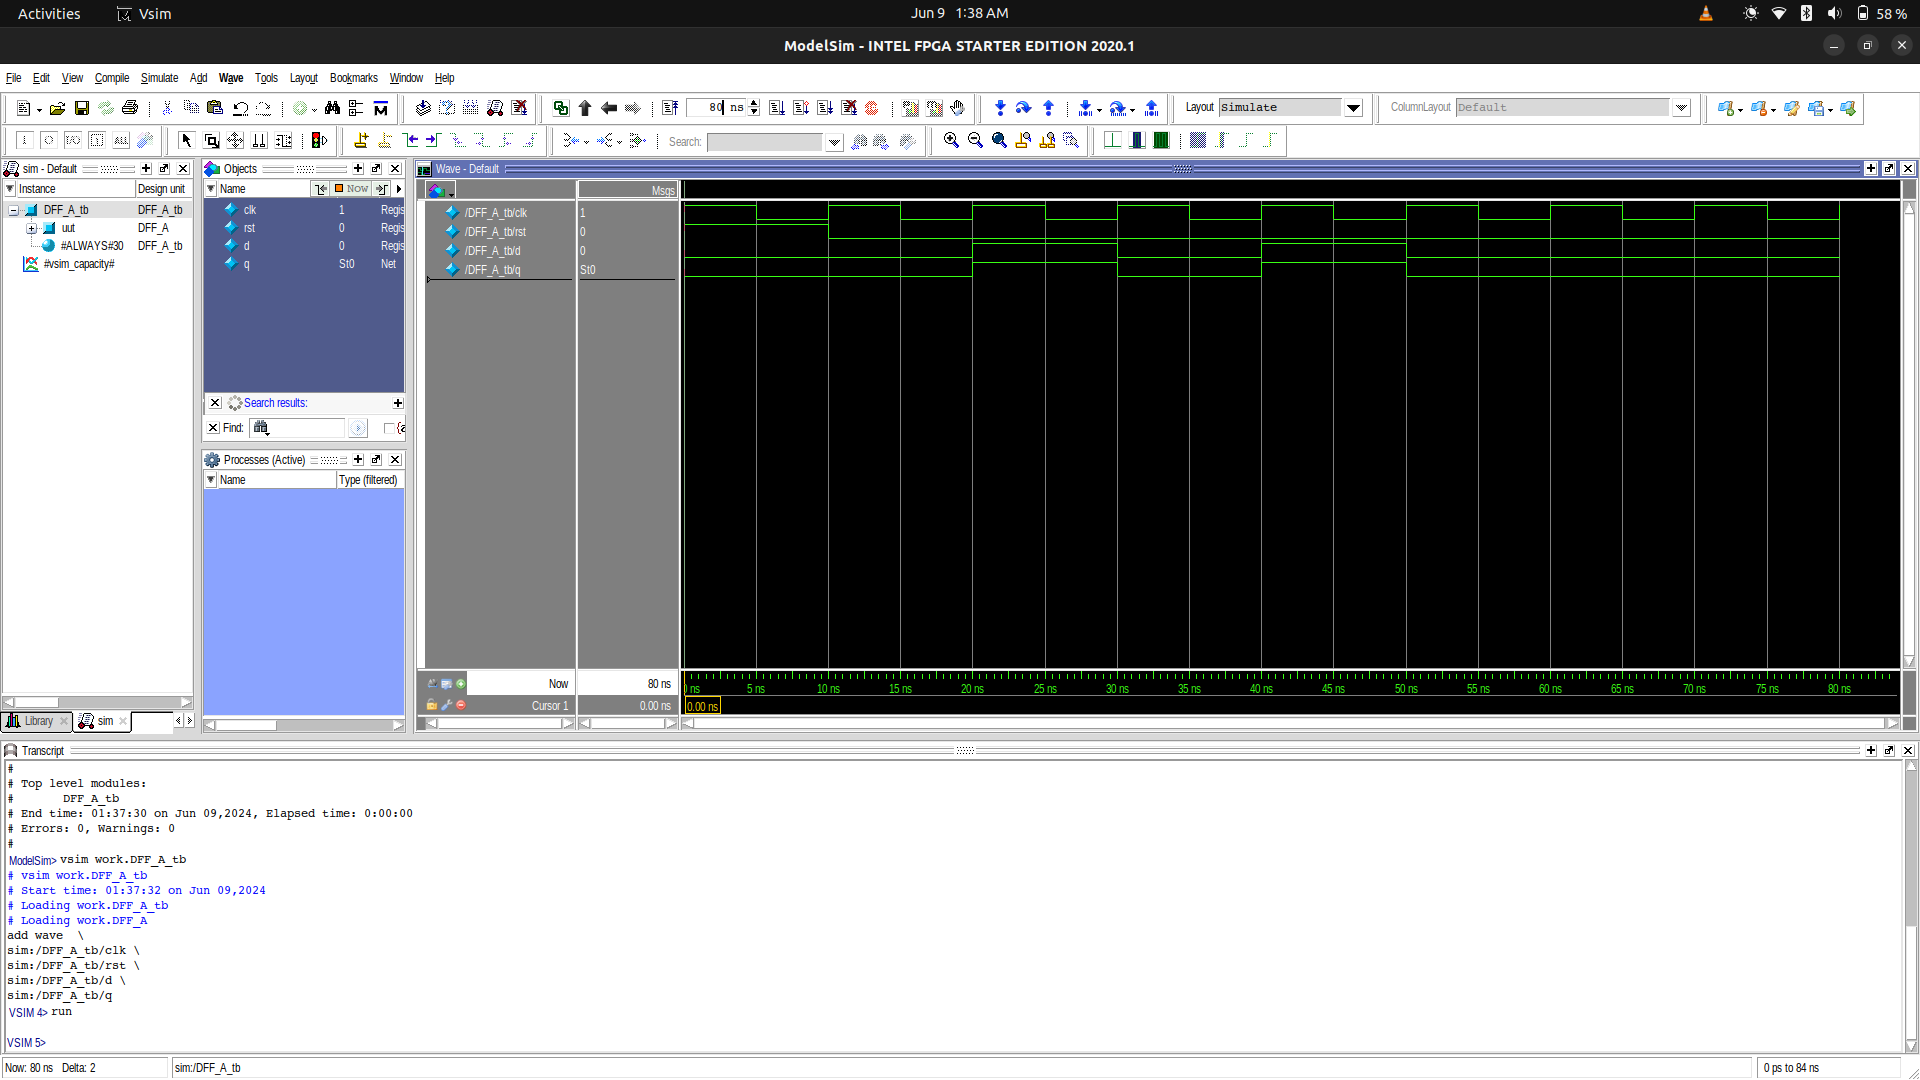 Activities Vsim Jun 9 1:38 AM 58 %
ModelSim - INTEL FPGA STARTER EDITION 2020.1
File Edit View Compile Simulate Add Wave Tools Layout Bookmarks Window Help
80 ns Layout Simulate ColumnLayout Default
Search:
sim - Default
Instance Design unit
DFF_A_tb DFF_A_tb
uut DFF_A
#ALWAYS#30 DFF_A_tb
#vsim_capacity#
Library sim
Objects
Name Now
clk 1 Regis
rst 0 Regis
d 0 Regis
q St0 Net
Search results:
Find:
Processes (Active)
Name Type (filtered)
Wave - Default
Msgs
/DFF_A_tb/clk 1
/DFF_A_tb/rst 0
/DFF_A_tb/d 0
/DFF_A_tb/q St0
Now 80 ns ns 5 ns 10 ns 15 ns 20 ns 25 ns 30 ns 35 ns 40 ns 45 ns 50 ns 55 ns 60 ns 65 ns 70 ns 75 ns 80 ns
Cursor 1 0.00 ns 0.00 ns
Transcript
#
# Top level modules:
# DFF_A_tb
# End time: 01:37:30 on Jun 09,2024, Elapsed time: 0:00:00
# Errors: 0, Warnings: 0
#
ModelSim> vsim work.DFF_A_tb
# vsim work.DFF_A_tb
# Start time: 01:37:32 on Jun 09,2024
# Loading work.DFF_A_tb
# Loading work.DFF_A
add wave \
sim:/DFF_A_tb/clk \
sim:/DFF_A_tb/rst \
sim:/DFF_A_tb/d \
sim:/DFF_A_tb/q
VSIM 4> run
VSIM 5>
Now: 80 ns Delta: 2 sim:/DFF_A_tb 0 ps to 84 ns